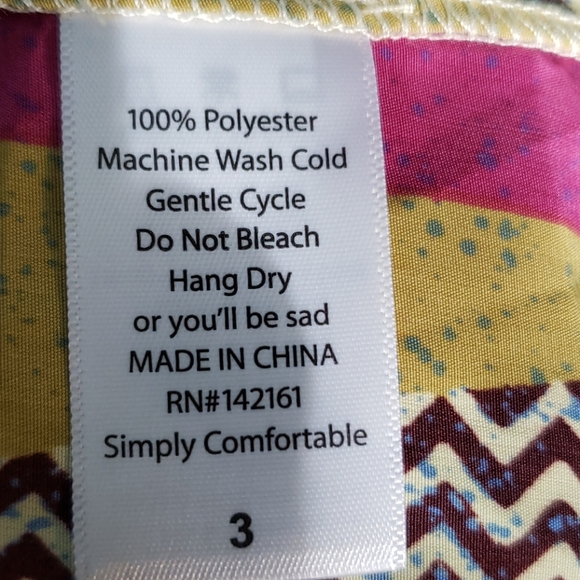 100% Polyester
Machine Wash Cold
Gentle Cycle
Do Not Bleach
Hang Dry
or you'll be sad
MADE IN CHINA
RN#142161
Simply Comfortable
3